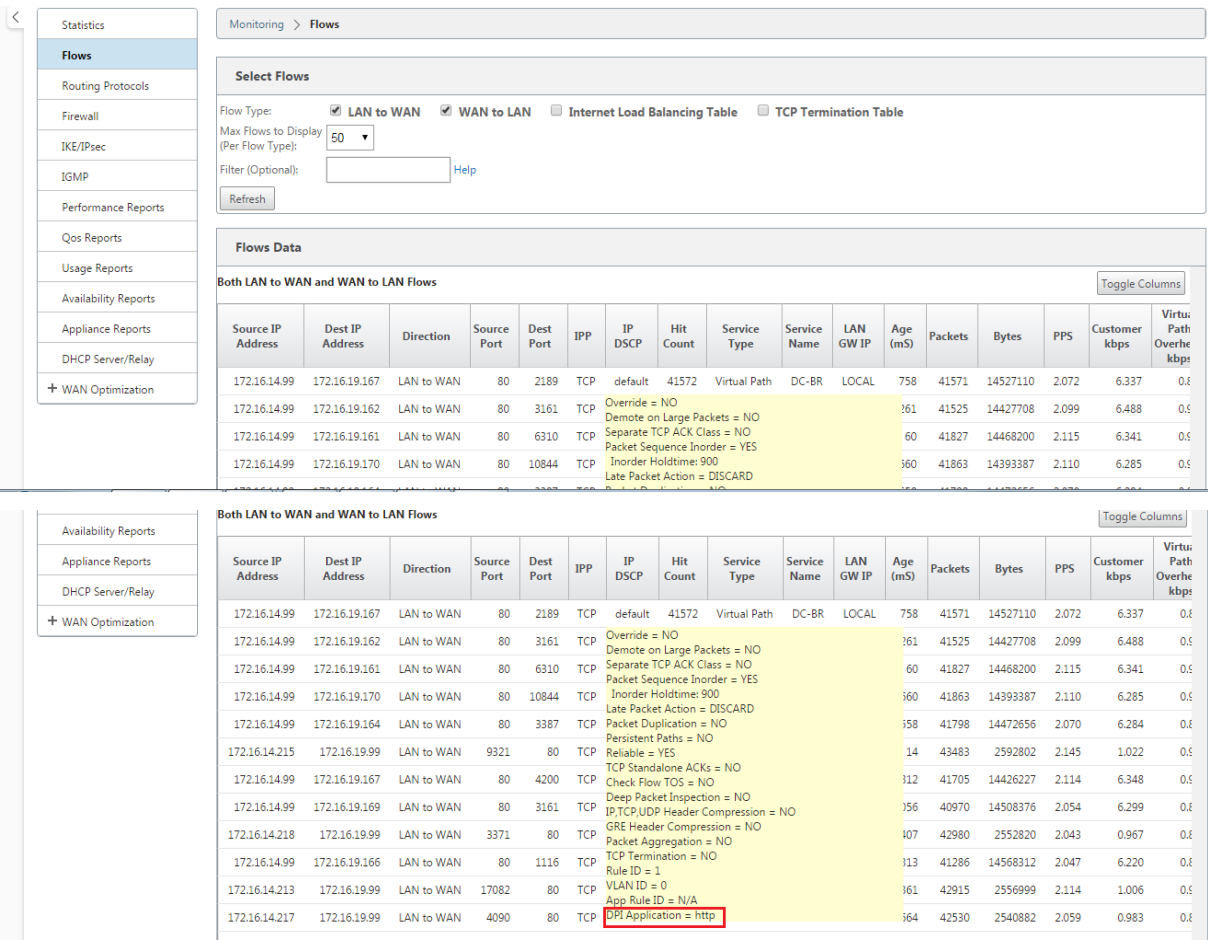 Statistics
Flows
Routing Protocols
Firewall
IKE/IPsec
IGMP
Performance Reports
Qos Reports
Usage Reports
Availability Reports
Appliance Reports
DHCP Server/Relay
+ WAN Optimization
Monitoring > Flows
Select Flows
Flow Type: LAN to WAN WAN to LAN Internet Load Balancing Table TCP Termination Table
Max Flows to Display
(Per Flow Type): 50
Filter (Optional): Help
Refresh
Flows Data
Both LAN to WAN and WAN to LAN Flows Toggle Columns
Source IP Address Dest IP Address Direction Source Port Dest Port IPP IP DSCP Hit Count Service Type Service Name LAN GW IP Age (mS) Packets Bytes PPS Customer kbps Path kbps
172.16.14.99 172.16.19.167 LAN to WAN 80 2189 TCP default 41572 Virtual Path DC-BR LOCAL 758 41571 14527110 2.072 6.337
172.16.14.99 172.16.19.162 LAN to WAN 80 3161 TCP 41525 14427708 2.099 6.488
172.16.14.99 172.16.19.161 LAN to WAN 80 6310 TCP 60 41827 14468200 2.115 6.341
172.16.14.99 172.16.19.170 LAN to WAN 80 10844 TCP 41863 14393387 2.110 6.285
Override = NO
Demote on Large Packets = NO
Separate TCP ACK Class = NO
Packet Sequence Inorder = YES
Inorder Holdtime: 900
Late Packet Action = DISCARD
Availability Reports
Appliance Reports
DHCP Server/Relay
+ WAN Optimization
Both LAN to WAN and WAN to LAN Flows Toggle Columns
Source IP Address Dest IP Address Direction Source Port Dest Port IPP IP DSCP Hit Count Service Type Service Name LAN GW IP Age (mS) Packets Bytes PPS Customer kbps Path kbps
172.16.14.99 172.16.19.167 LAN to WAN 80 2189 TCP default 41572 Virtual Path DC-BR LOCAL 758 41571 14527110 2.072 6.337
172.16.14.99 172.16.19.162 LAN to WAN 80 3161 TCP 41525 14427708 2.099 6.488
172.16.14.99 172.16.19.161 LAN to WAN 80 6310 TCP 60 41827 14468200 2.115 6.341
172.16.14.99 172.16.19.170 LAN to WAN 80 10844 TCP 41863 14393387 2.110 6.285
172.16.14.99 172.16.19.164 LAN to WAN 80 3387 TCP 41798 14472656 2.070 6.284
172.16.14.215 172.16.19.99 LAN to WAN 9321 80 TCP 14 43483 2592802 2.145 1.022
172.16.14.99 172.16.19.167 LAN to WAN 80 4200 TCP 41705 14426227 2.114 6.348
172.16.14.99 172.16.19.169 LAN to WAN 80 3161 TCP 40970 14508376 2.054 6.299
172.16.14.218 172.16.19.99 LAN to WAN 3371 80 TCP 42980 2552820 2.043 0.967
172.16.14.99 172.16.19.166 LAN to WAN 80 1116 TCP 41286 14568312 2.047 6.220
172.16.14.213 172.16.19.99 LAN to WAN 17082 80 TCP 42915 2556999 2.114 1.006
172.16.14.217 172.16.19.99 LAN to WAN 4090 80 TCP 42530 2540882 2.059 0.983
Override = NO
Demote on Large Packets = NO
Separate TCP ACK Class = NO
Packet Sequence Inorder = YES
Inorder Holdtime: 900
Late Packet Action = DISCARD
Packet Duplication = NO
Persistent Paths = NO
Reliable = YES
TCP Standalone ACKs = NO
Check Flow TOS = NO
Deep Packet Inspection = NO
IP,TCP,UDP Header Compression = NO
GRE Header Compression = NO
Packet Aggregation = NO
TCP Termination = NO
Rule ID = 1
VLAN ID = 0
App Rule ID = N/A
DPI Application = http